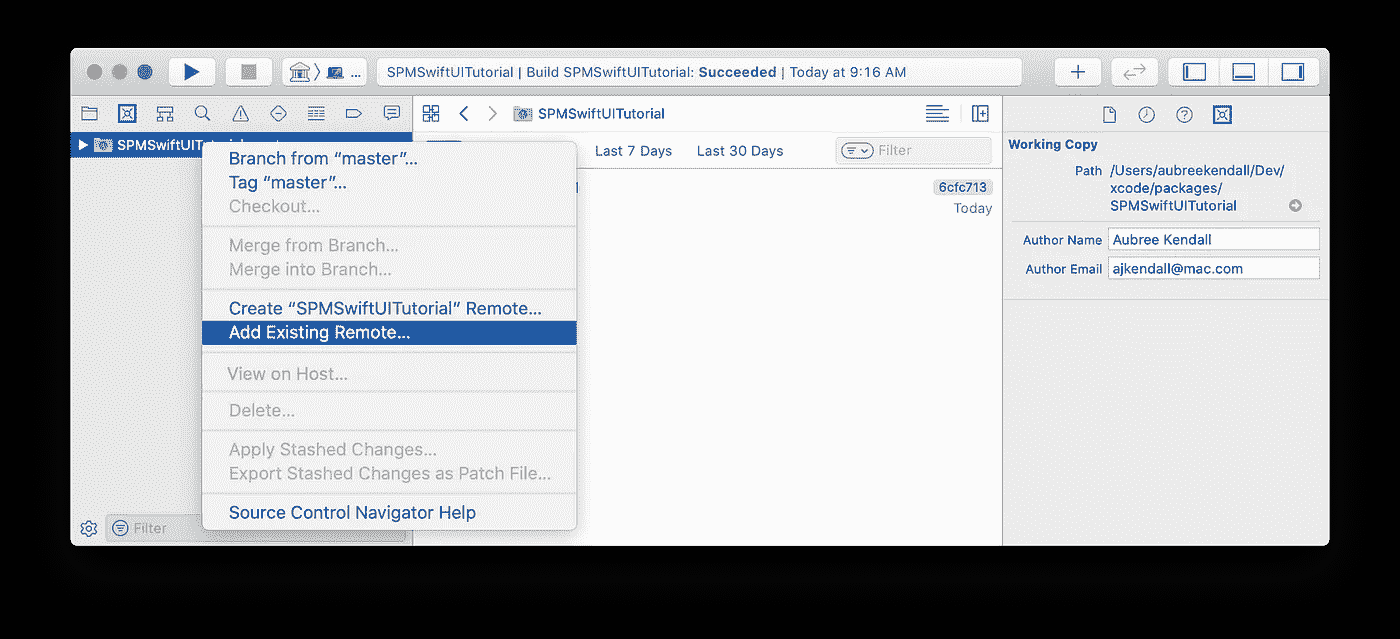 SPMSwiftUITutorial | Build SPMSwiftUITutorial: Succeeded | Today at 9:16 AM
SPMSwiftUITutorial
SPMSwiftUITu
Last 7 Days
Last 30 Days
Filter
Branch from “master”...
Tag “master”...
Checkout...
Merge from Branch...
Merge into Branch...
Create “SPMSwiftUITutorial” Remote...
Add Existing Remote...
View on Host...
Delete...
Apply Stashed Changes...
Export Stashed Changes as Patch File...
Source Control Navigator Help
Filter
6cfc713
Today
Working Copy
Path /Users/aubreekendall/Dev/
xcode/packages/
SPMSwiftUITutorial
Author Name Aubree Kendall
Author Email ajkendall@mac.com